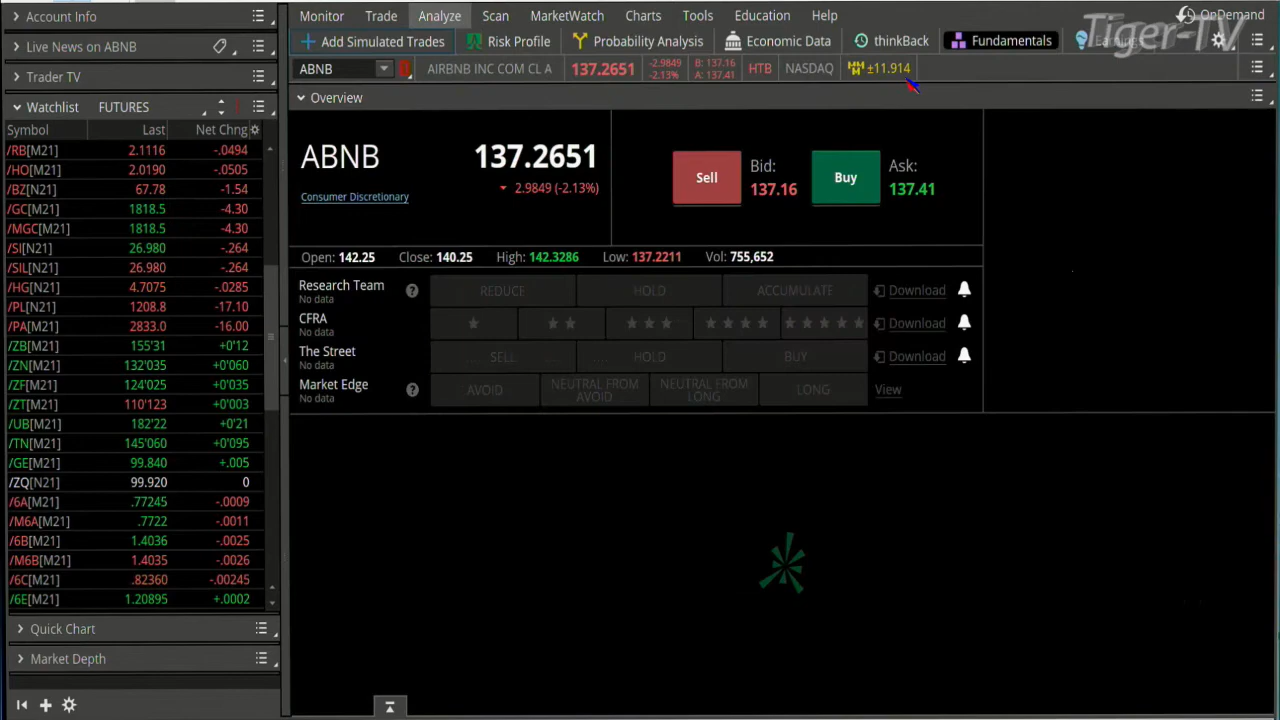 Account Info
Live News on ABNB
Trader TV
Watchlist FUTURES
Symbol Last Net Chng
/RB[M21] 2.1116 -.0494
/HO[M21] 2.0190 -.0505
/BZ[N21] 67.78 -1.54
/GC[M21] 1818.5 -4.30
/MGC[M21] 1818.5 -4.30
/SI[N21] 26.980 -.264
/SIL[N21] 26.980 -.264
/HG[N21] 4.7075 -.0285
/PL[N21] 1208.8 -17.10
/PA[M21] 2833.0 -16.00
/ZB[M21] 155'31 +0'12
/ZN[M21] 132'035 +0'060
/ZF[M21] 124'025 +0'035
/ZT[M21] 110'123 +0'003
/UB[M21] 182'22 +0'21
/TN[M21] 145'060 +0'095
/GE[M21] 99.840 +.005
/ZQ[N21] 99.920 0
/6A[M21] .77245 -.0009
/M6A[M21] .7722 -.0011
/6B[M21] 1.4036 -.0025
/M6B[M21] 1.4035 -.0026
/6C[M21] .82360 -.00245
/6E[M21] 1.20895 +.0002
Quick Chart
Market Depth
Monitor Trade Analyze Scan MarketWatch Charts Tools Education Help OnDemand
Tiger-TV
Add Simulated Trades Risk Profile Probability Analysis Economic Data thinkBack Fundamentals Earnings
ABNB AIRBNB INC COM CL A 137.2651 -2.9849 -2.13% B: 137.16 A: 137.41 HTB NASDAQ ±11.914
Overview
ABNB 137.2651
Consumer Discretionary 2.9849 (-2.13%)
Sell Bid: 137.16 Buy Ask: 137.41
Open: 142.25 Close: 140.25 High: 142.3286 Low: 137.2211 Vol: 755,652
Research Team No data REDUCE HOLD ACCUMULATE Download
CFRA No data Download
The Street No data SELL HOLD BUY Download
Market Edge No data AVOID NEUTRAL FROM AVOID NEUTRAL FROM LONG LONG View